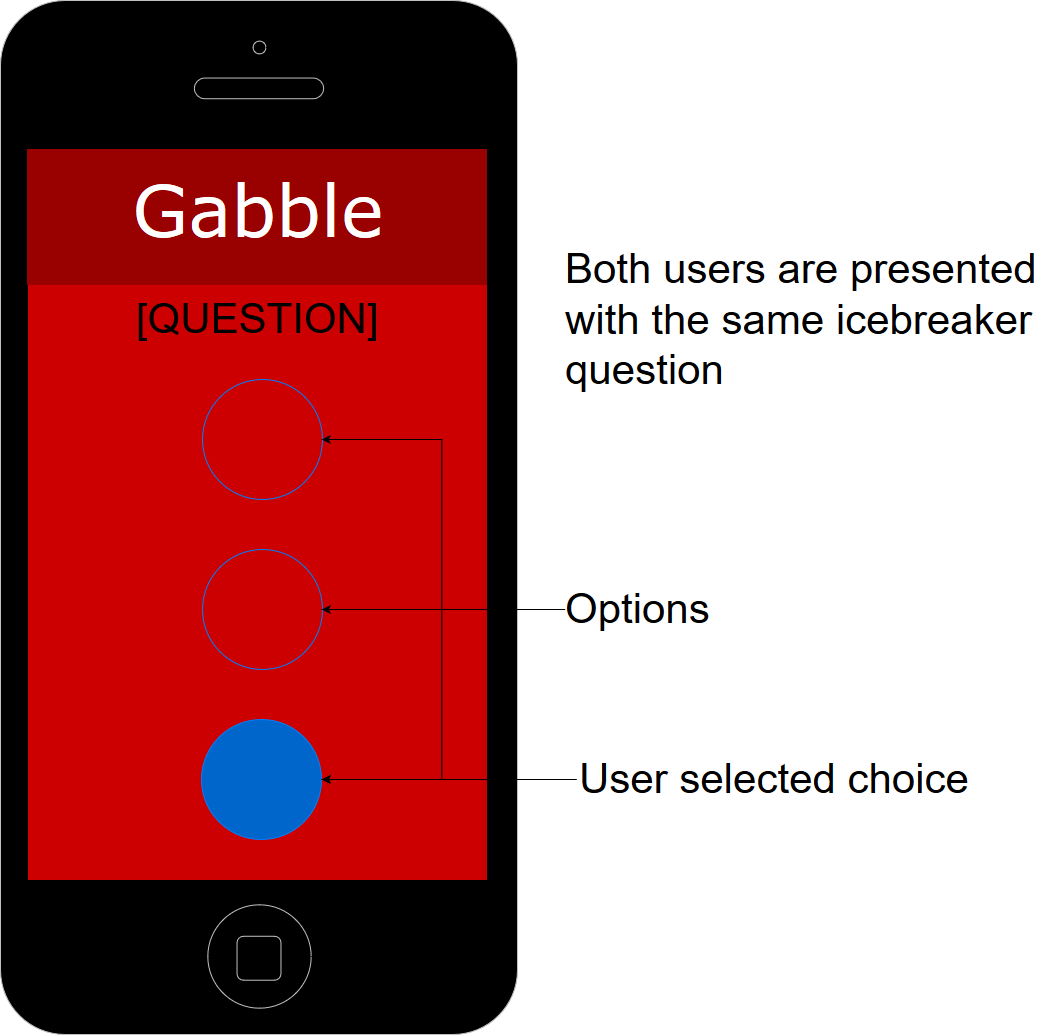 Gabble
[QUESTION]
Both users are presented
with the same icebreaker
question
Options
User selected choice